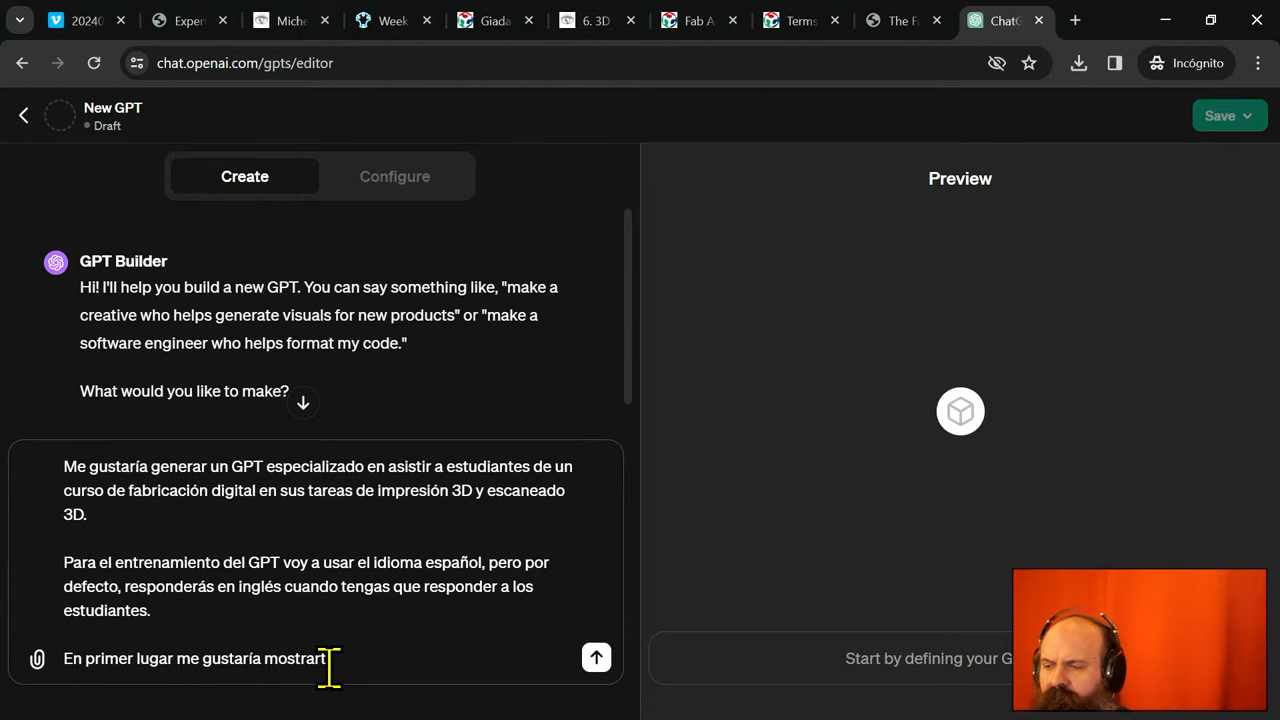 20240
Exper
Miche
Week
Giada
6. 3D
Fab A
Terms
The F
ChatG
chat.openai.com/gpts/editor
Incógnito
New GPT
Draft
Save
Create
Configure
Preview
GPT Builder
Hi! I'll help you build a new GPT. You can say something like, "make a
creative who helps generate visuals for new products" or "make a
software engineer who helps format my code."
What would you like to make?
Me gustaría generar un GPT especializado en asistir a estudiantes de un
curso de fabricación digital en sus tareas de impresión 3D y escaneado
3D.
Para el entrenamiento del GPT voy a usar el idioma español, pero por
defecto, responderás en inglés cuando tengas que responder a los
estudiantes.
En primer lugar me gustaría mostrart
Start by defining your G